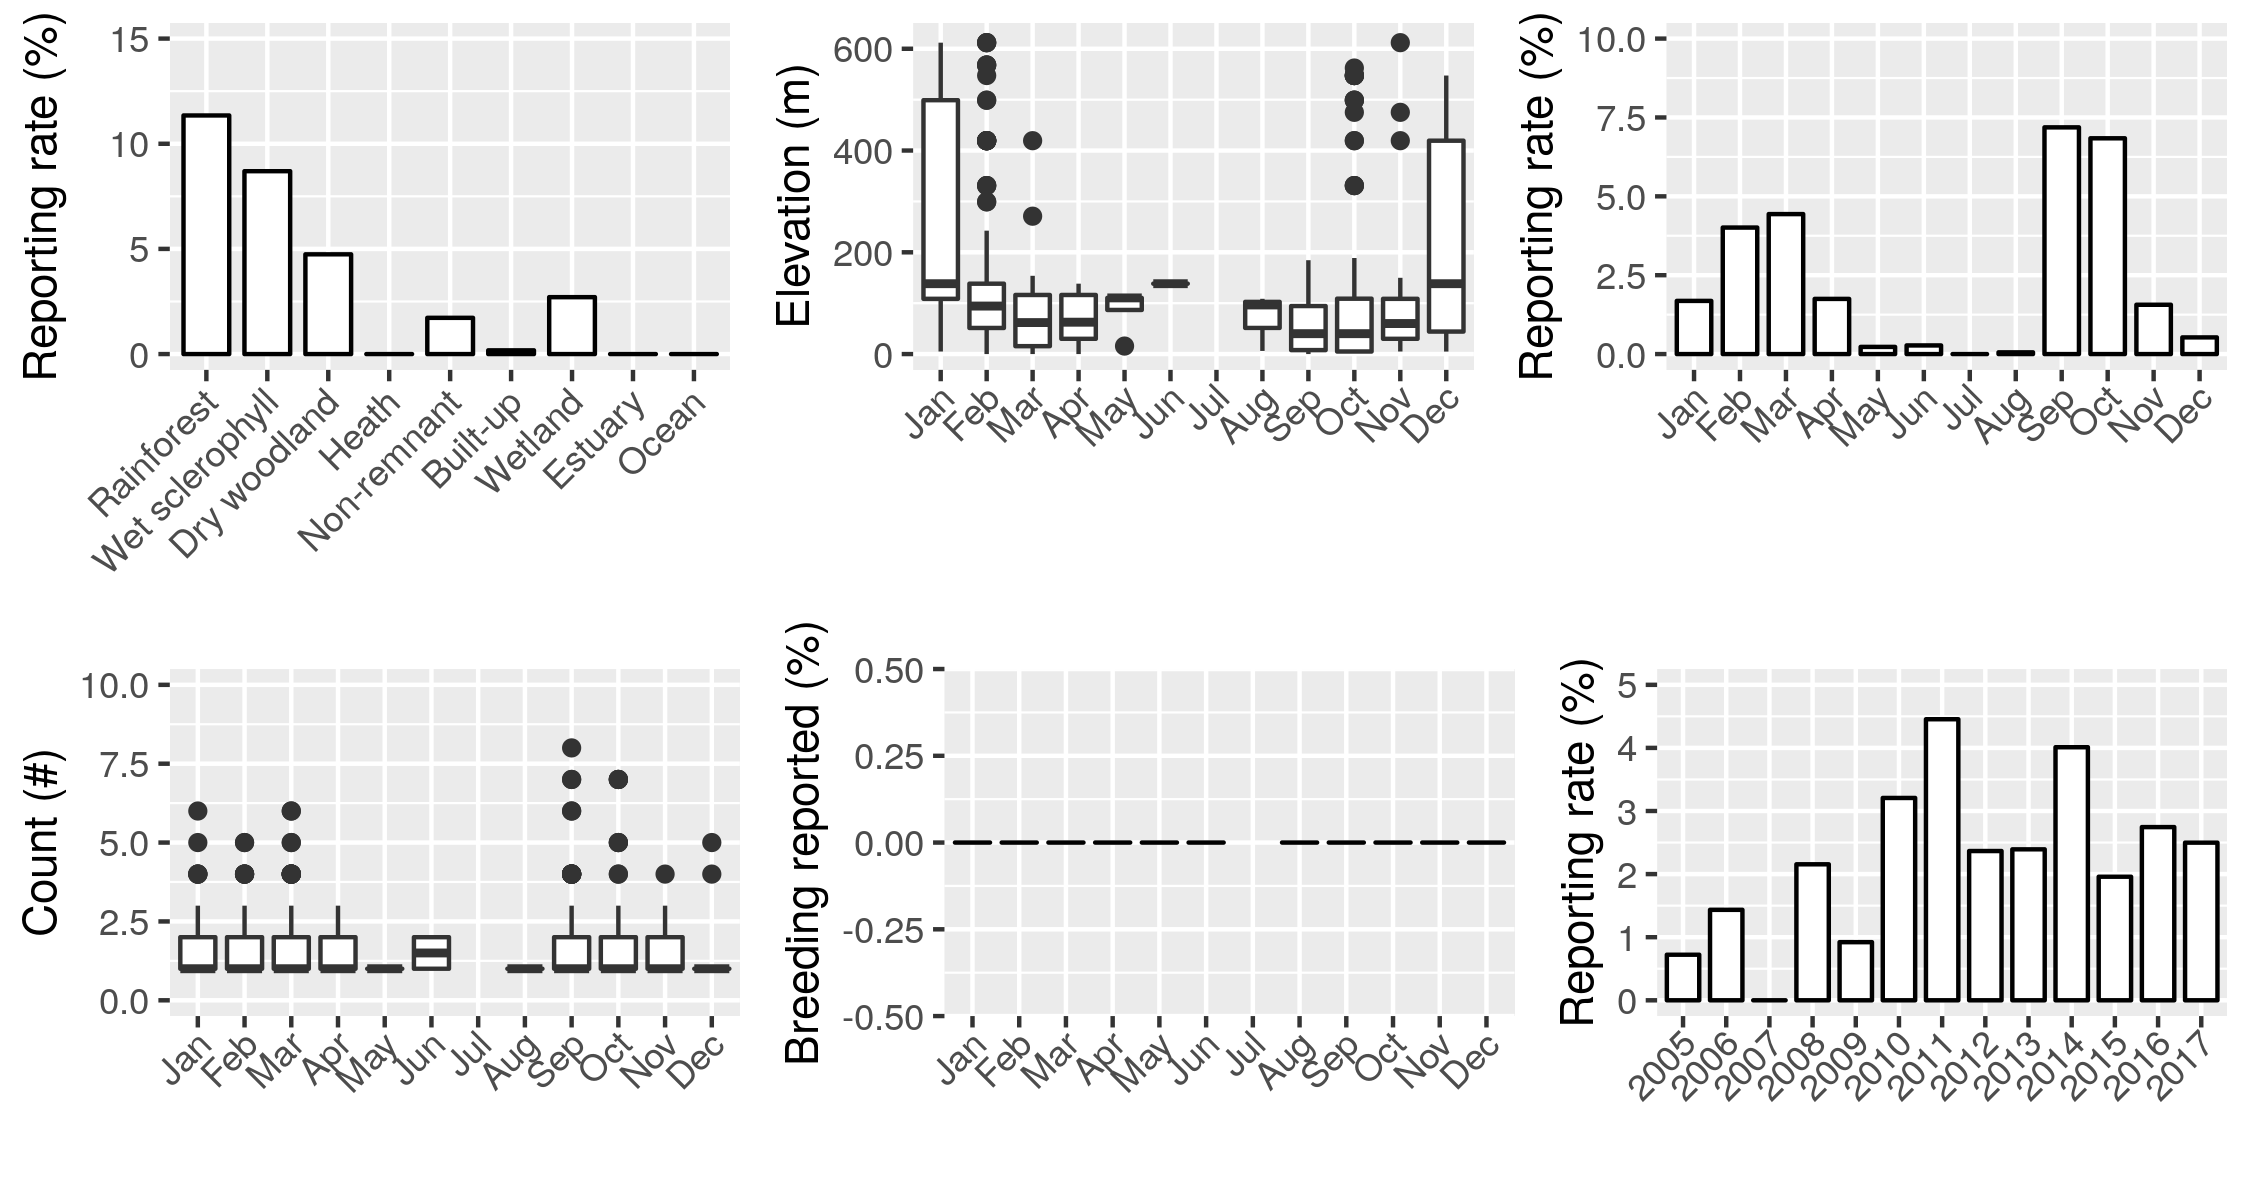 Reporting rate (%)
15
10
5
0
Rainforest
Wet sclerophyll
Dry woodland
Heath
Non-remnant
Built-up
Wetland
Estuary
Ocean
Elevation (m)
600
400
200
0
Jan
Feb
Mar
Apr
May
Jun
Jul
Aug
Sep
Oct
Nov
Dec
Reporting rate (%)
10.0
7.5
5.0
2.5
0.0
Jan
Feb
Mar
Apr
May
Jun
Jul
Aug
Sep
Oct
Nov
Dec
Count (#)
10.0
7.5
5.0
2.5
0.0
Jan
Feb
Mar
Apr
May
Jun
Jul
Aug
Sep
Oct
Nov
Dec
Breeding reported (%)
0.50
0.25
0.00
-0.25
-0.50
Jan
Feb
Mar
Apr
May
Jun
Jul
Aug
Sep
Oct
Nov
Dec
Reporting rate (%)
5
4
3
2
1
0
2005
2006
2007
2008
2009
2010
2011
2012
2013
2014
2015
2016
2017